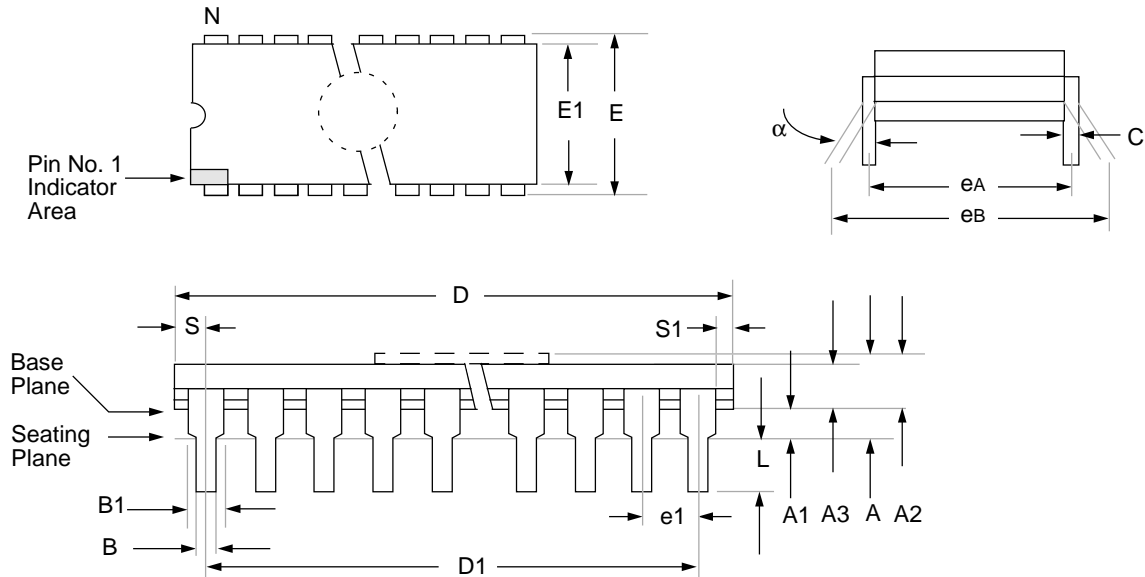 N
E1
E
Pin No. 1
Indicator
Area
α
C
eA
eB
D
S
S1
Base
Plane
Seating
Plane
L
B1
e1
A1
A3
A
A2
B
D1